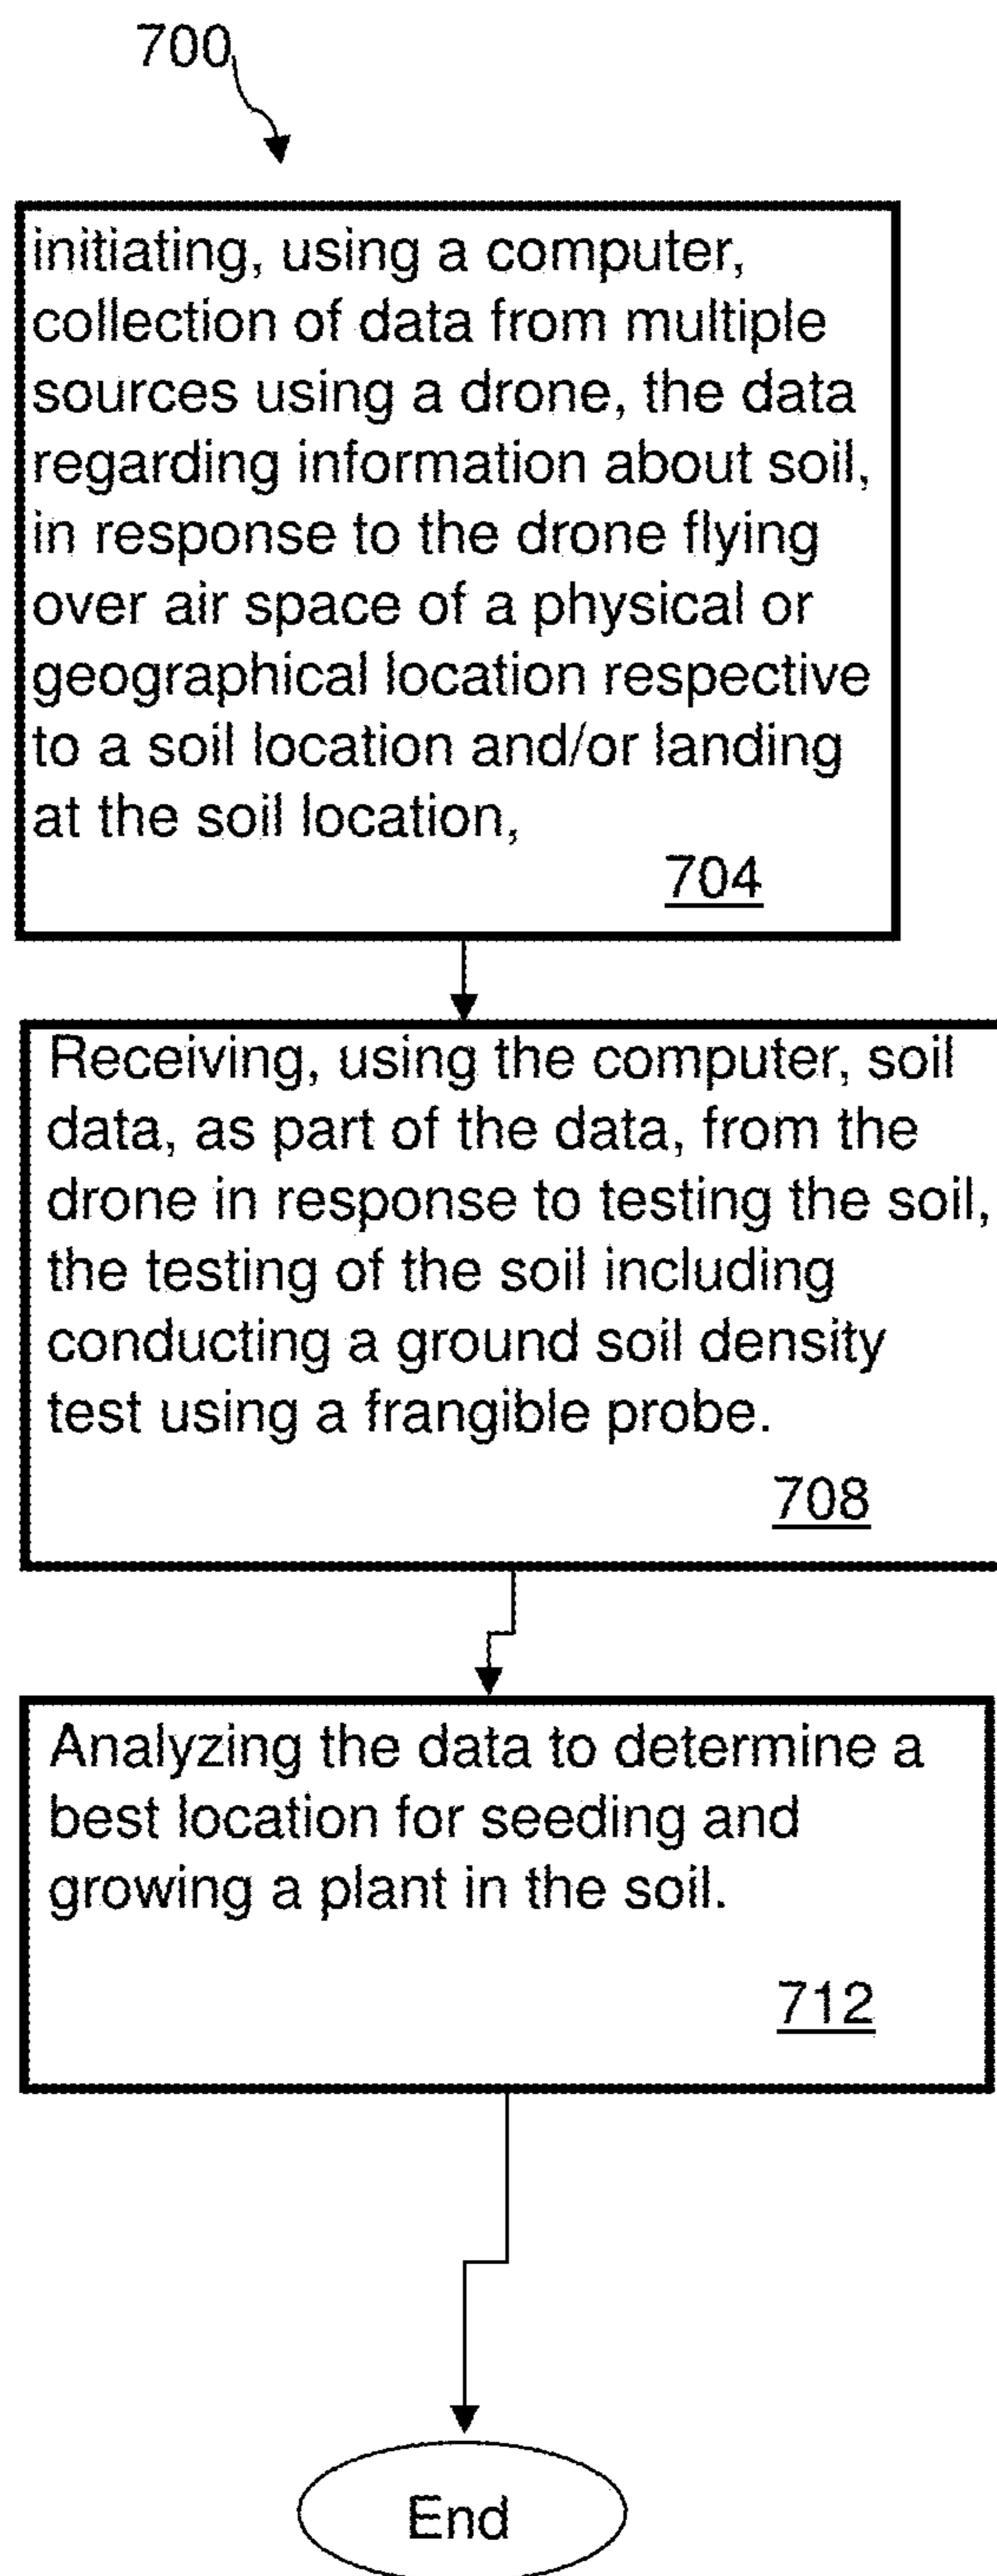 700
initiating, using a computer,
collection of data from multiple
sources using a drone, the data
regarding information about soil,
in response to the drone flying
over air space of a physical or
geographical location respective
to a soil location and/or landing
at the soil location,
704
Receiving, using the computer, soil
data, as part of the data, from the
drone in response to testing the soil,
the testing of the soil including
conducting a ground soil density
test using a frangible probe.
708
Analyzing the data to determine a
best location for seeding and
growing a plant in the soil.
712
End